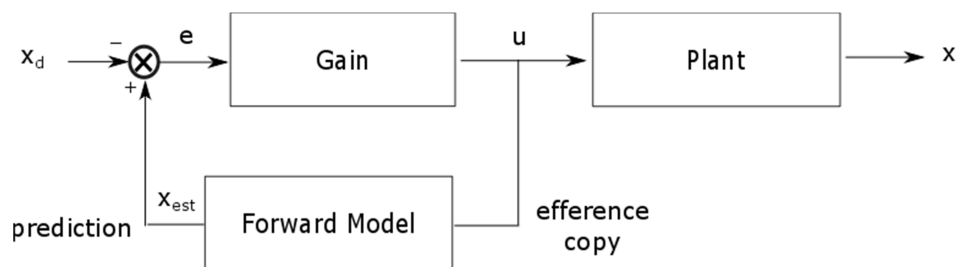 x_d
−
+
e
Gain
u
Plant
x
x_est
prediction
Forward Model
efference
copy